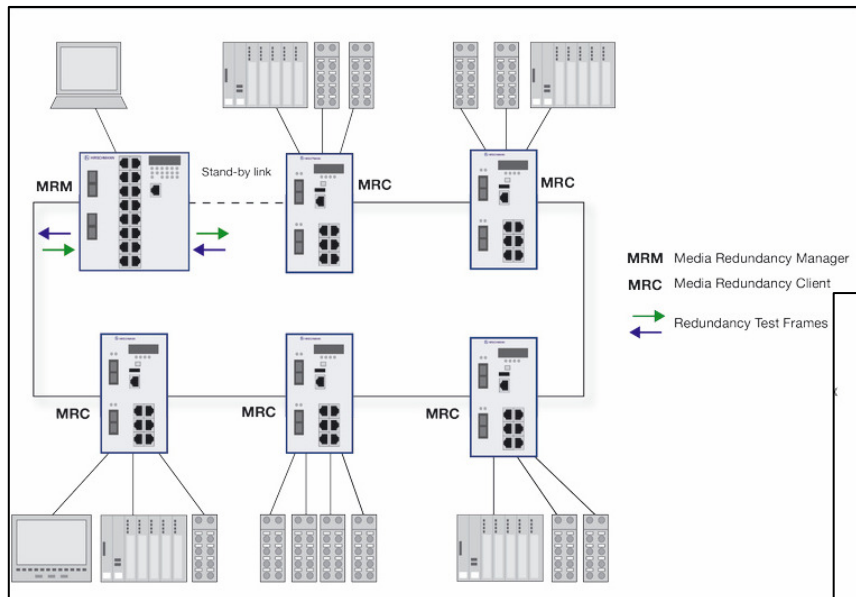 Stand-by link
MRM
MRC
MRC
MRM Media Redundancy Manager
MRC Media Redundancy Client
Redundancy Test Frames
MRC
MRC
MRC